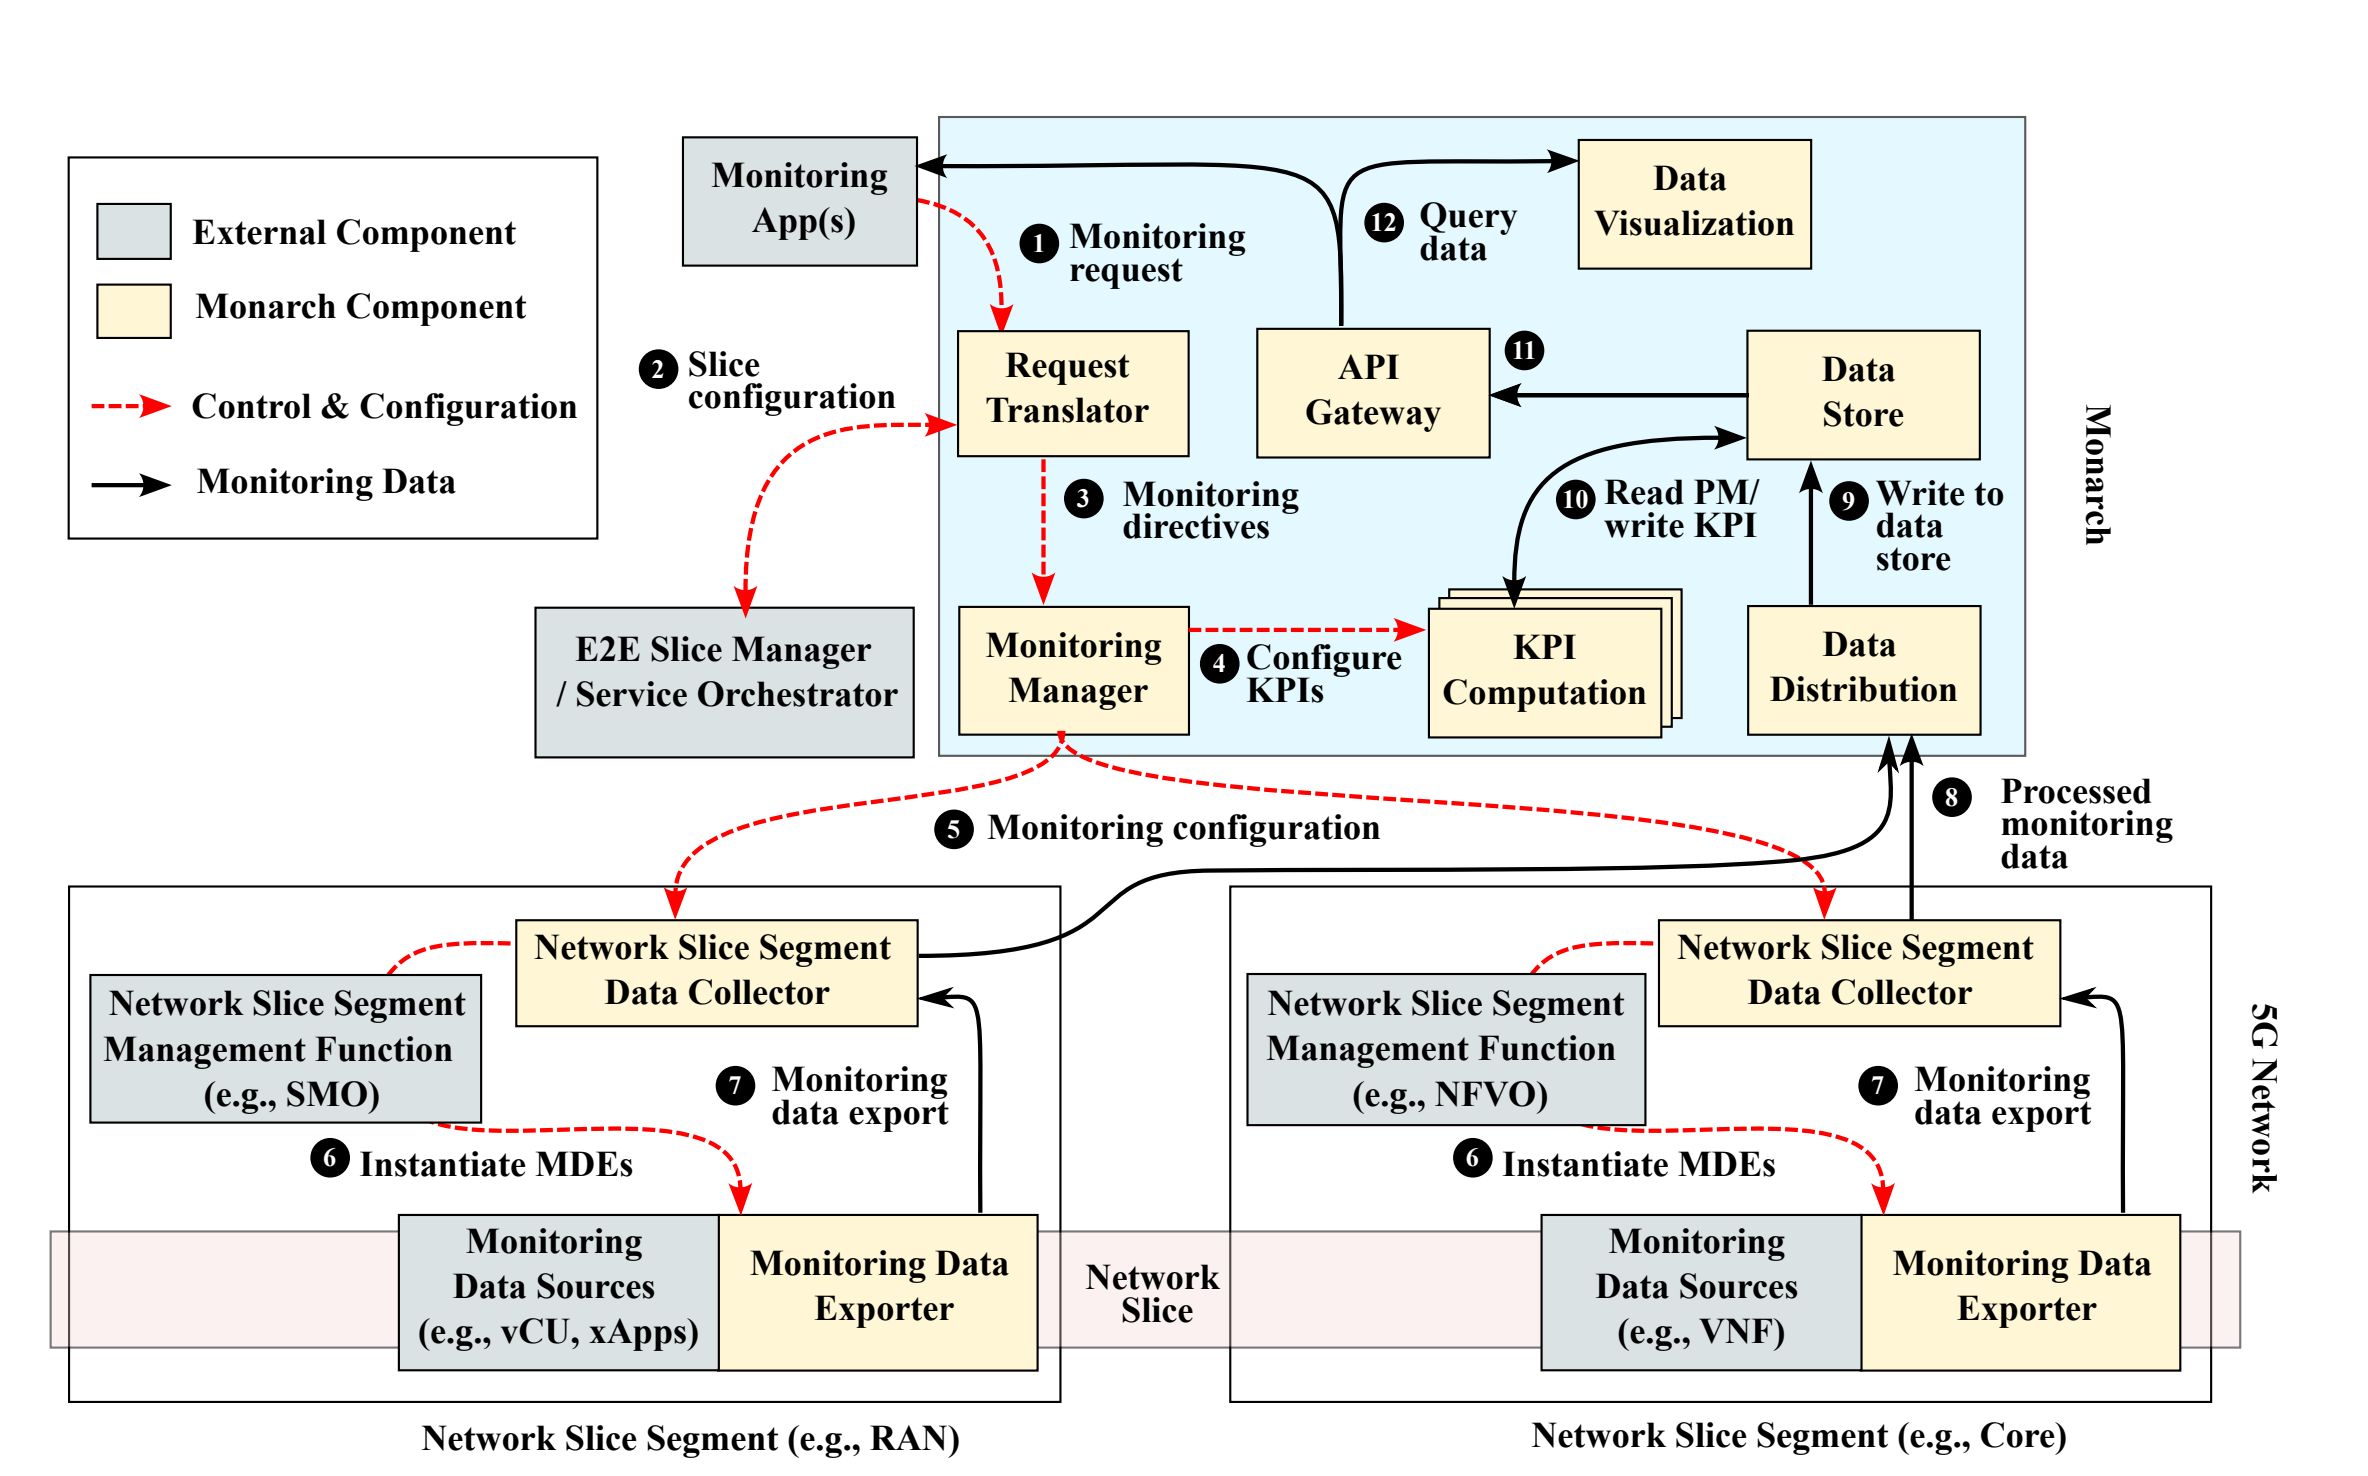 External Component
Monarch Component
Control & Configuration
Monitoring Data
Monitoring
App(s)
1 Monitoring
request
12 Query
data
Data
Visualization
2 Slice
configuration
Request
Translator
API
Gateway
11
Data
Store
Monarch
3 Monitoring
directives
10 Read PM/
write KPI
9 Write to
data
store
E2E Slice Manager
/ Service Orchestrator
Monitoring
Manager
4 Configure
KPIs
KPI
Computation
Data
Distribution
5 Monitoring configuration
8 Processed
monitoring
data
Network Slice Segment
Data Collector
Network Slice Segment
Management Function
(e.g., SMO)
7 Monitoring
data export
6 Instantiate MDEs
Monitoring
Data Sources
(e.g., vCU, xApps)
Monitoring Data
Exporter
Network Slice Segment (e.g., RAN)
Network
Slice
Network Slice Segment
Data Collector
Network Slice Segment
Management Function
(e.g., NFVO)
7 Monitoring
data export
6 Instantiate MDEs
Monitoring
Data Sources
(e.g., VNF)
Monitoring Data
Exporter
Network Slice Segment (e.g., Core)
5G Network